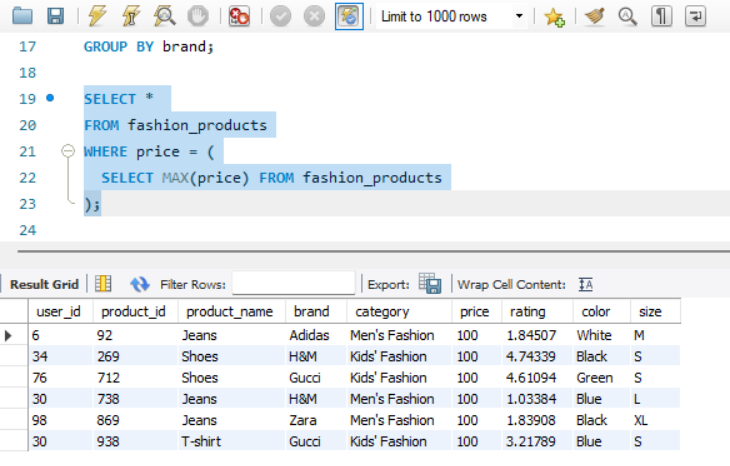 Limit to 1000 rows
17 GROUP BY brand;
18
19 SELECT *
20 FROM fashion_products
21 WHERE price = (
22 SELECT MAX(price) FROM fashion_products
23 );
24
Result Grid Filter Rows: Export: Wrap Cell Content: IA
user_id product_id product_name brand category price rating color size
6 92 Jeans Adidas Men's Fashion 100 1.84507 White M
34 269 Shoes H&M Kids' Fashion 100 4.74339 Black S
76 712 Shoes Gucci Kids' Fashion 100 4.61094 Green S
30 738 Jeans H&M Men's Fashion 100 1.03384 Blue L
98 869 Jeans Zara Men's Fashion 100 1.83908 Black XL
30 938 T-shirt Gucci Kids' Fashion 100 3.21789 Blue S